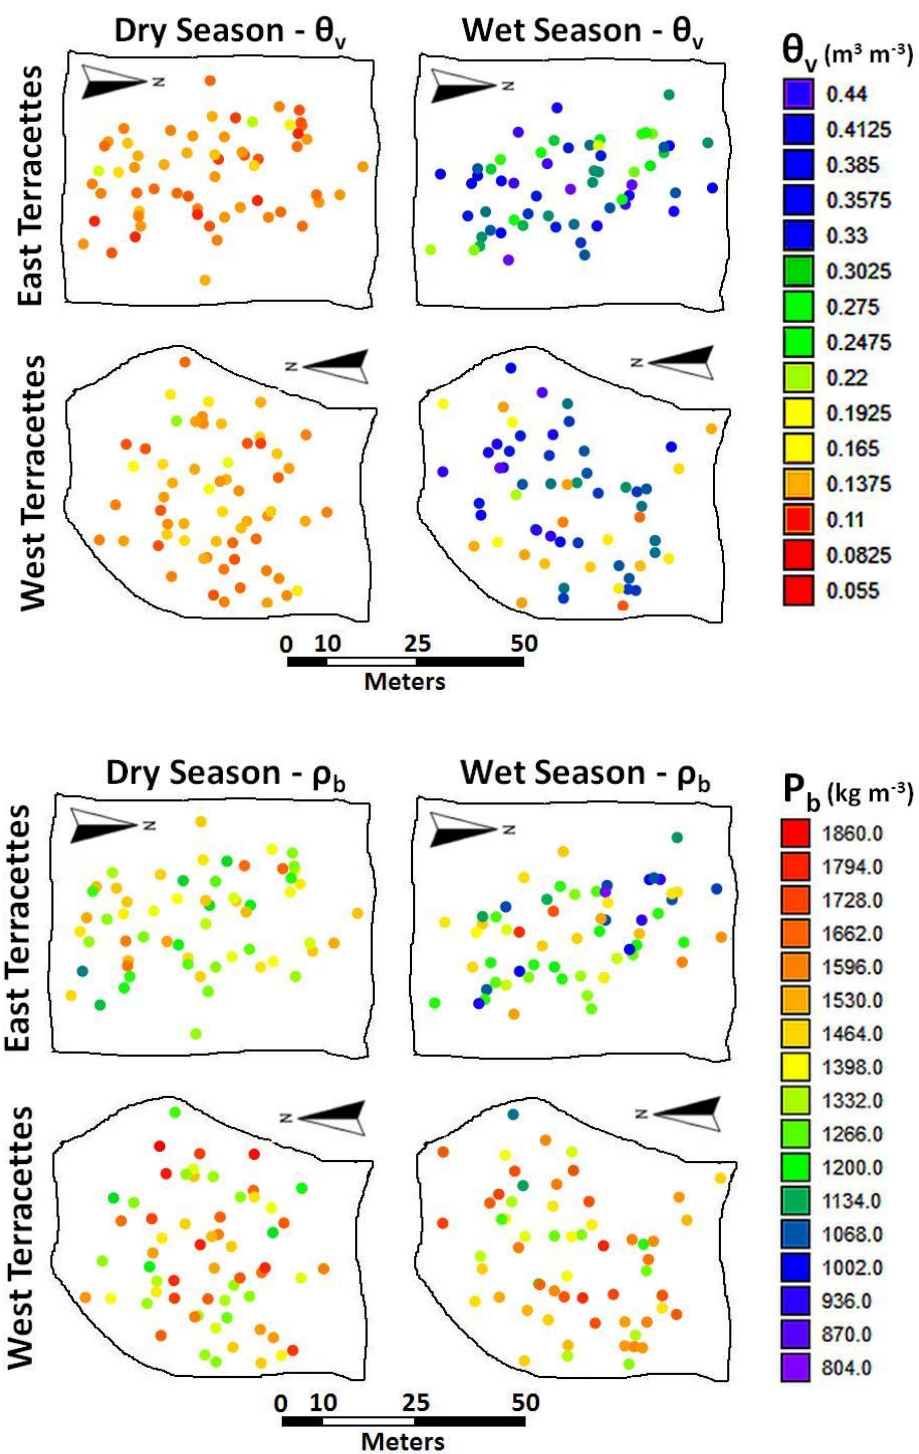 Dry Season - θv
Wet Season - θv
θv (m³ m⁻³)
East Terracettes
N
N
0.44
0.4125
0.385
0.3575
0.33
0.3025
0.275
0.2475
0.22
0.1925
0.165
0.1375
0.11
0.0825
0.055
West Terracettes
N
N
0 10 25 50
Meters
Dry Season - ρb
Wet Season - ρb
Pb (kg m⁻³)
East Terracettes
N
N
1860.0
1794.0
1728.0
1662.0
1596.0
1530.0
1464.0
1398.0
1332.0
1266.0
1200.0
1134.0
1068.0
1002.0
936.0
870.0
804.0
West Terracettes
N
N
0 10 25 50
Meters